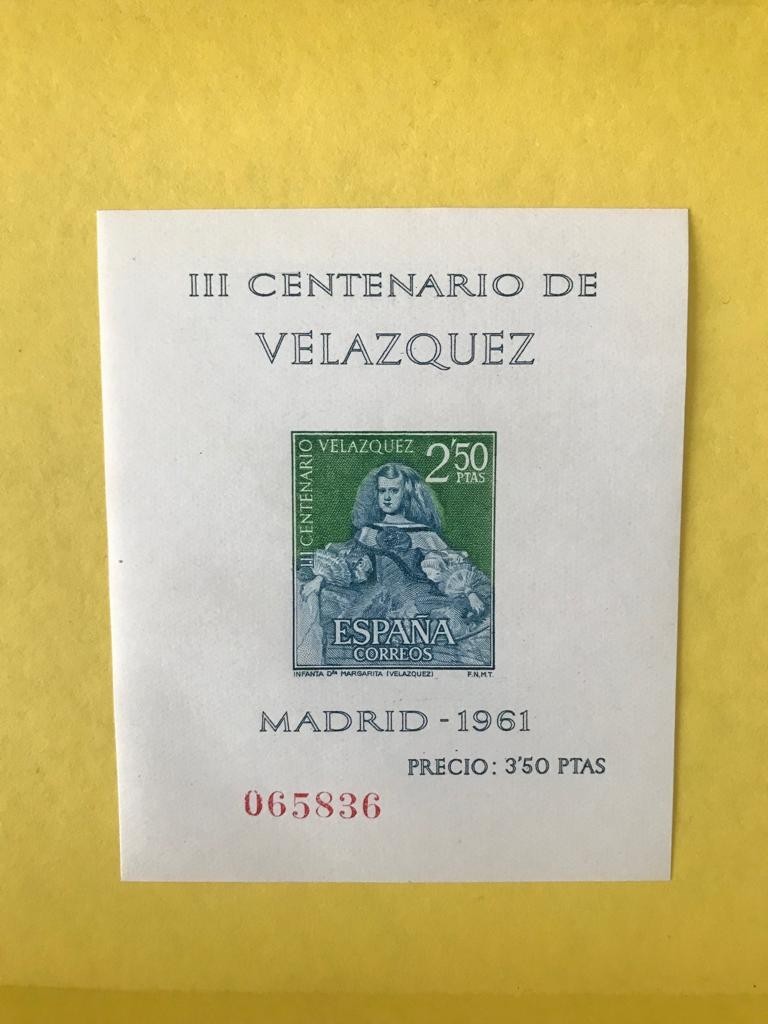 III CENTENARIO DE
VELAZQUEZ
III CENTENARIO VELAZQUEZ
2'50
PTAS
ESPAÑA
CORREOS
INFANTA Dña MARGARITA (VELAZQUEZ) F.N.M.T.
MADRID - 1961
PRECIO: 3'50 PTAS
065836